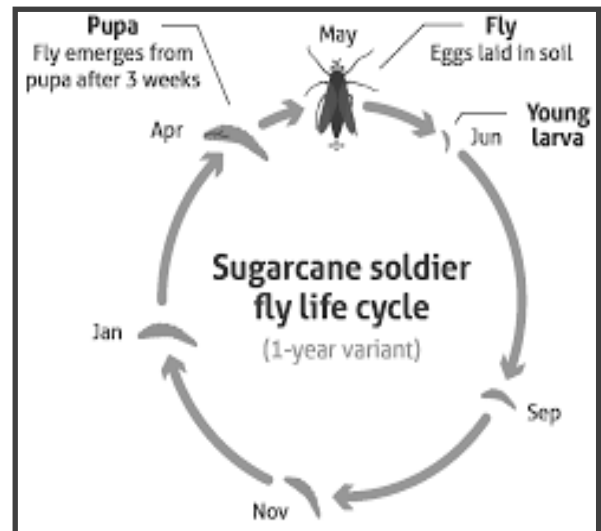 Pupa
Fly emerges from
pupa after 3 weeks
May
Fly
Eggs laid in soil
Apr
Jun
Young
larva
Sugarcane soldier
fly life cycle
(1-year variant)
Jan
Sep
Nov